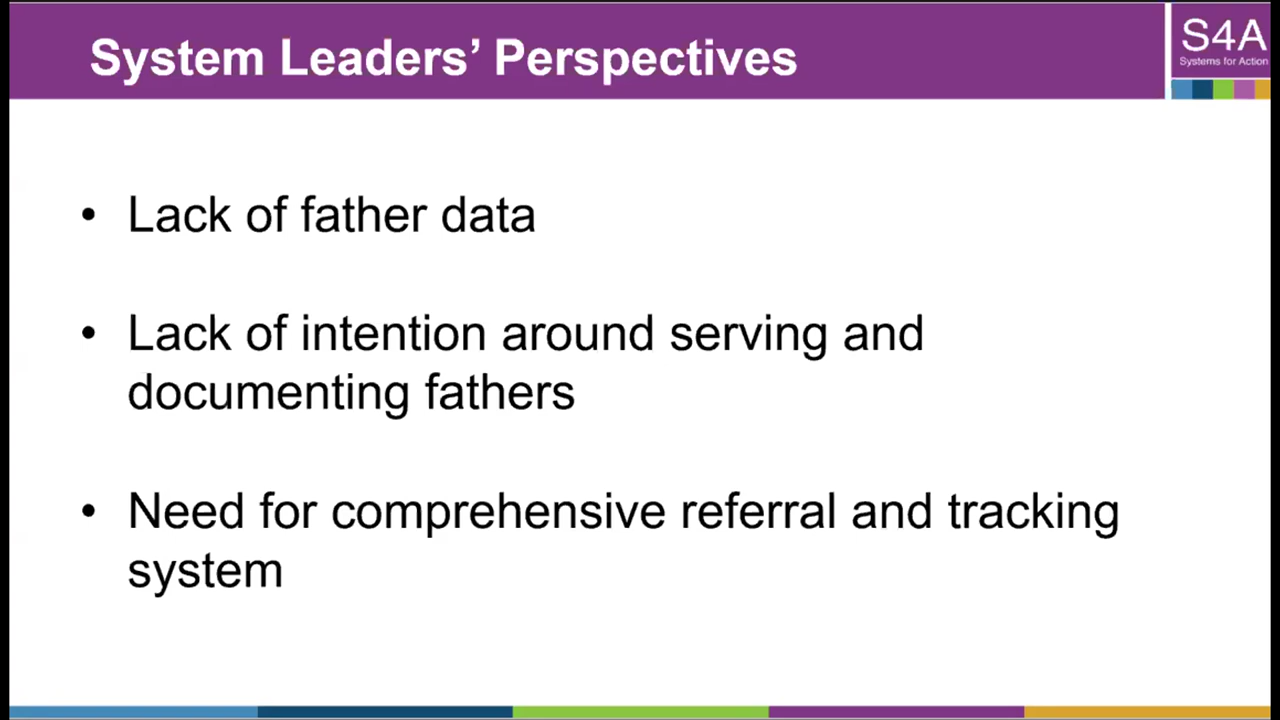 System Leaders’ Perspectives
S4A
Systems for Action
• Lack of father data
• Lack of intention around serving and
documenting fathers
• Need for comprehensive referral and tracking
system